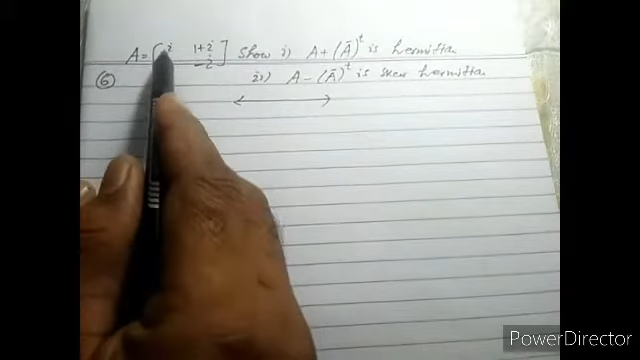 A = [ i 1+i
-i ] Show i) A + (Ā)ᵗ is hermitian
⑥ ii) A - (Ā)ᵗ is skew hermitian
PowerDirector